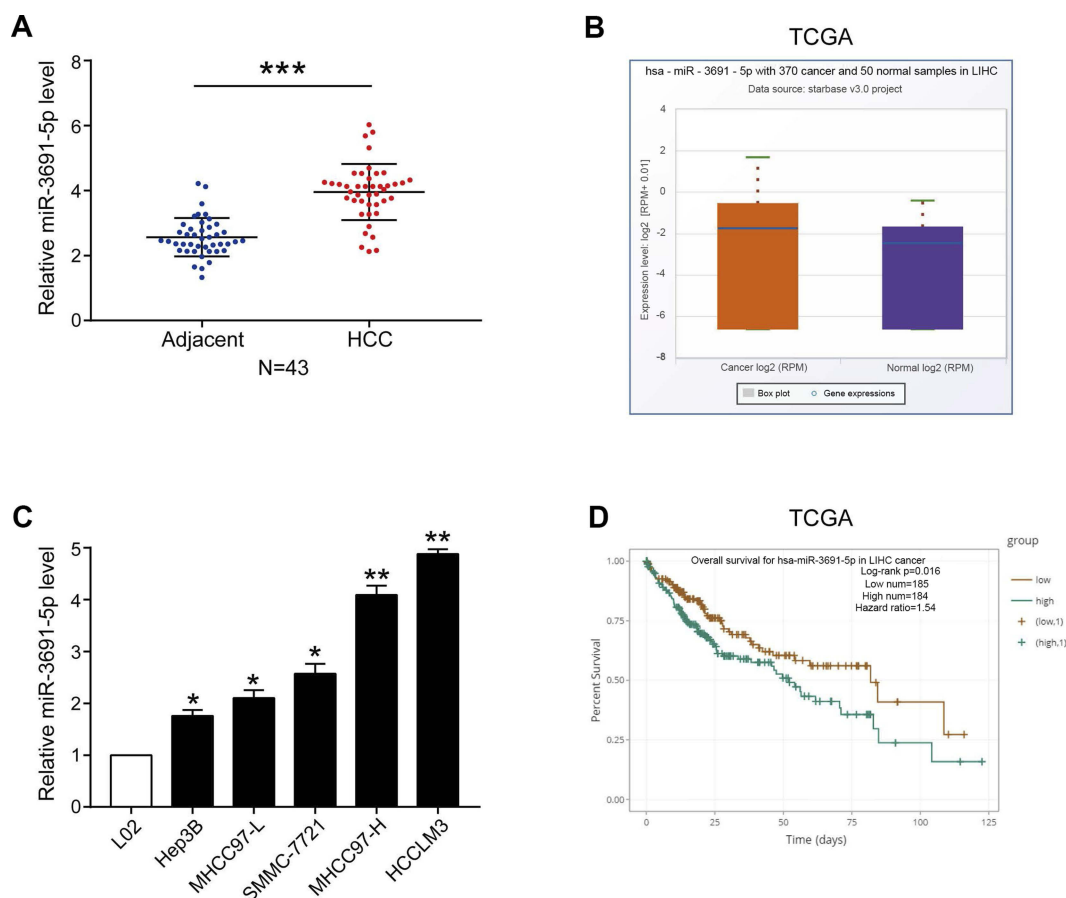 A
Relative miR-3691-5p level
8
6
4
2
0
***
Adjacent
HCC
N=43
B
TCGA
hsa - miR - 3691 - 5p with 370 cancer and 50 normal samples in LIHC
Data source: starbase v3.0 project
Expression level: log2 [RPM+ 0.01]
4
2
0
-2
-4
-6
-8
Cancer log2 (RPM)
Normal log2 (RPM)
Box plot
Gene expressions
C
Relative miR-3691-5p level
5
4
3
2
1
0
*
*
*
**
**
L02
Hep3B
MHCC97-L
SMMC-7721
MHCC97-H
HCCLM3
D
TCGA
Overall survival for hsa-miR-3691-5p in LIHC cancer
Log-rank p=0.016
Low num=185
High num=184
Hazard ratio=1.54
group
low
high
(low,1)
(high,1)
Percent Survival
1.00
0.75
0.50
0.25
0.00
0
25
50
75
100
125
Time (days)